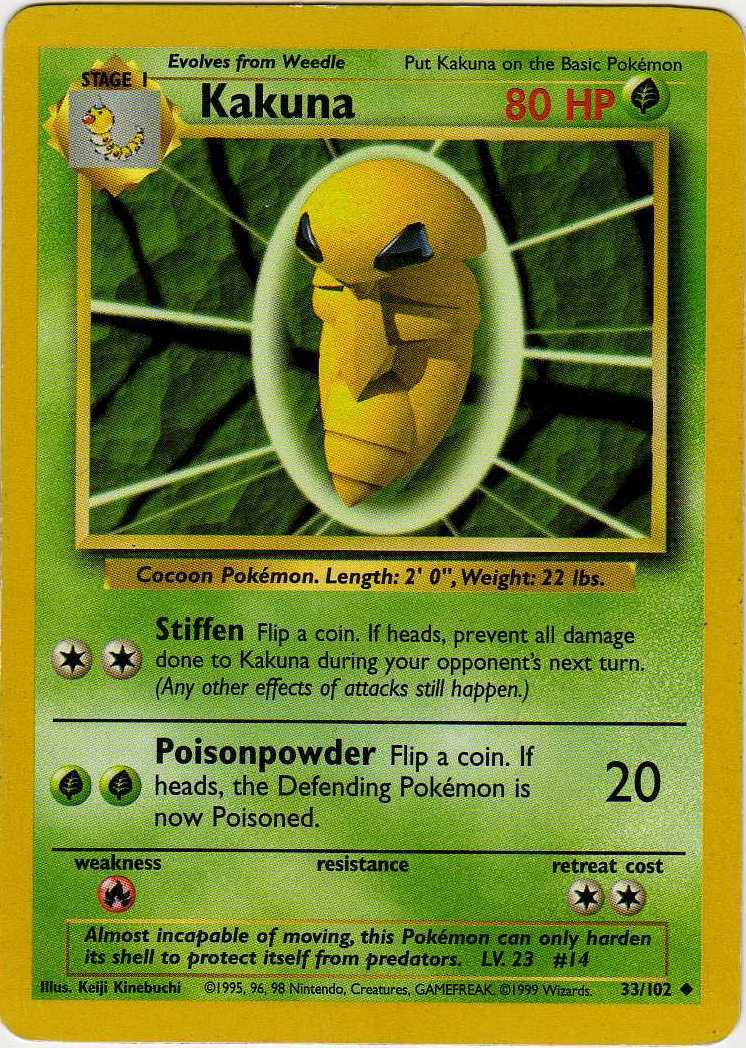 Evolves from Weedle Put Kakuna on the Basic Pokémon
STAGE 1
Kakuna 80 HP
Cocoon Pokémon. Length: 2' 0", Weight: 22 lbs.
Stiffen Flip a coin. If heads, prevent all damage
done to Kakuna during your opponent's next turn.
(Any other effects of attacks still happen.)
Poisonpowder Flip a coin. If
heads, the Defending Pokémon is
now Poisoned.
20
weakness resistance retreat cost
Almost incapable of moving, this Pokémon can only harden
its shell to protect itself from predators. LV. 23 #14
Illus. Keiji Kinebuchi ©1995, 96, 98 Nintendo, Creatures, GAMEFREAK. ©1999 Wizards. 33/102